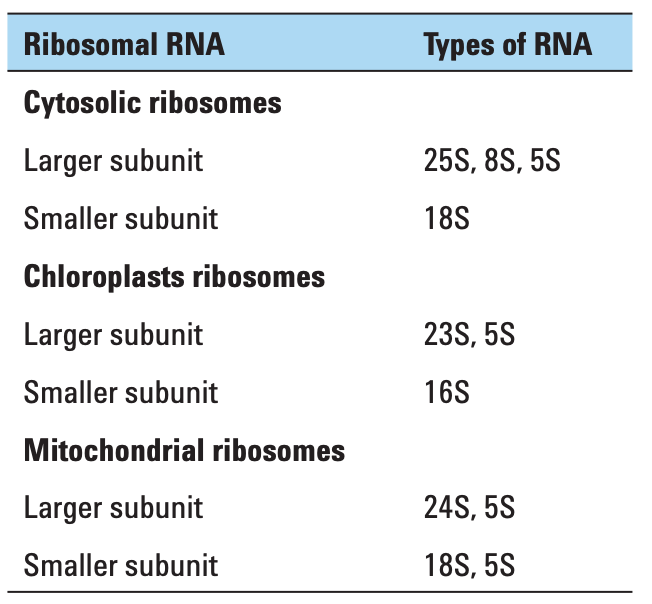 Ribosomal RNA Types of RNA
Cytosolic ribosomes
Larger subunit 25S, 8S, 5S
Smaller subunit 18S
Chloroplasts ribosomes
Larger subunit 23S, 5S
Smaller subunit 16S
Mitochondrial ribosomes
Larger subunit 24S, 5S
Smaller subunit 18S, 5S